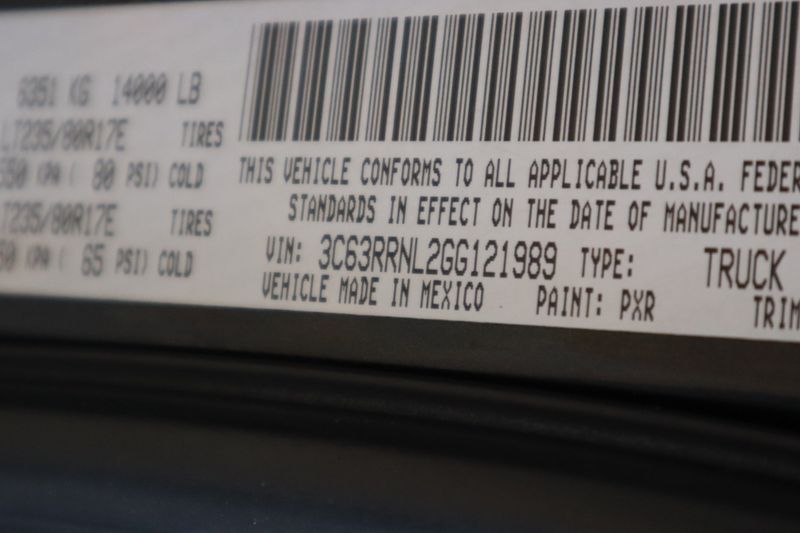 6351 KG 14000 LB
LT235/80R17E TIRES
550 KPA ( 80 PSI) COLD
LT235/80R17E TIRES
50 KPA ( 65 PSI) COLD
THIS VEHICLE CONFORMS TO ALL APPLICABLE U.S.A. FEDER
STANDARDS IN EFFECT ON THE DATE OF MANUFACTURE
VIN: 3C63RRNL2GG121989 TYPE: TRUCK
VEHICLE MADE IN MEXICO PAINT: PXR TRIM